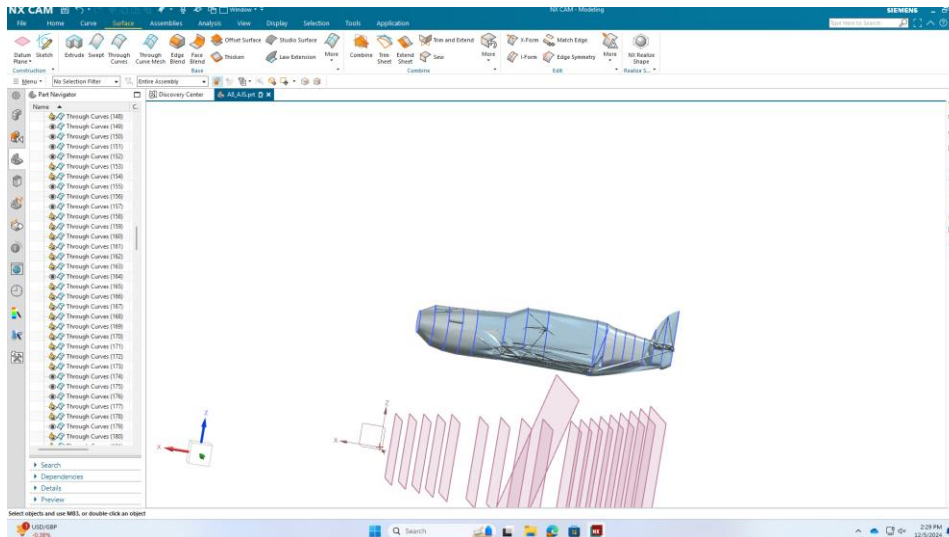 NX CAM
Window
NX CAM - Modeling
SIEMENS
File Home Curve Surface Assemblies Analysis View Display Selection Tools Application
Type Here to Search
Datum Plane
Sketch
Extrude
Swept
Through Curves
Through Curve Mesh
Edge Blend
Face Blend
Offset Surface
Thicken
Studio Surface
Law Extension
More
Combine
Trim Sheet
Extend Sheet
Trim and Extend
Sew
More
X-Form
I-Form
Match Edge
Edge Symmetry
More
NX Realize Shape
Construction
Base
Combine
Edit
Realize S...
Menu
No Selection Filter
Entire Assembly
Part Navigator
Discovery Center
Name
C.
Through Curves (148)
Through Curves (149)
Through Curves (150)
Through Curves (151)
Through Curves (152)
Through Curves (153)
Through Curves (154)
Through Curves (155)
Through Curves (156)
Through Curves (157)
Through Curves (158)
Through Curves (159)
Through Curves (160)
Through Curves (161)
Through Curves (162)
Through Curves (163)
Through Curves (164)
Through Curves (165)
Through Curves (166)
Through Curves (167)
Through Curves (168)
Through Curves (169)
Through Curves (170)
Through Curves (171)
Through Curves (172)
Through Curves (173)
Through Curves (174)
Through Curves (175)
Through Curves (176)
Through Curves (177)
Through Curves (178)
Through Curves (179)
Through Curves (180)
Z
X
Z
X
Search
Dependencies
Details
Preview
Select objects and use MB3, or double-click an object
USD/GBP
-0.38%
Search
NX
2:29 PM
12/5/2024